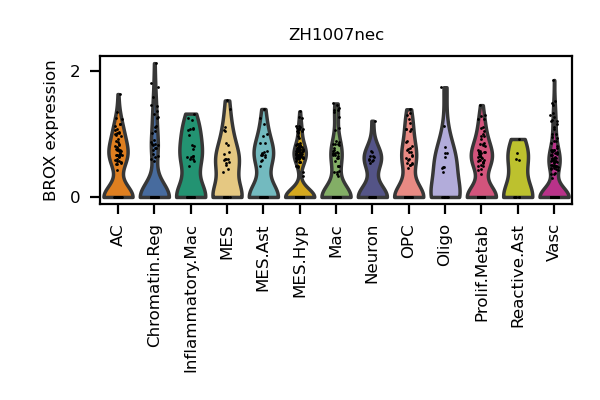 ZH1007nec
BROX expression
2
0
AC
Chromatin.Reg
Inflammatory.Mac
MES
MES.Ast
MES.Hyp
Mac
Neuron
OPC
Oligo
Prolif.Metab
Reactive.Ast
Vasc